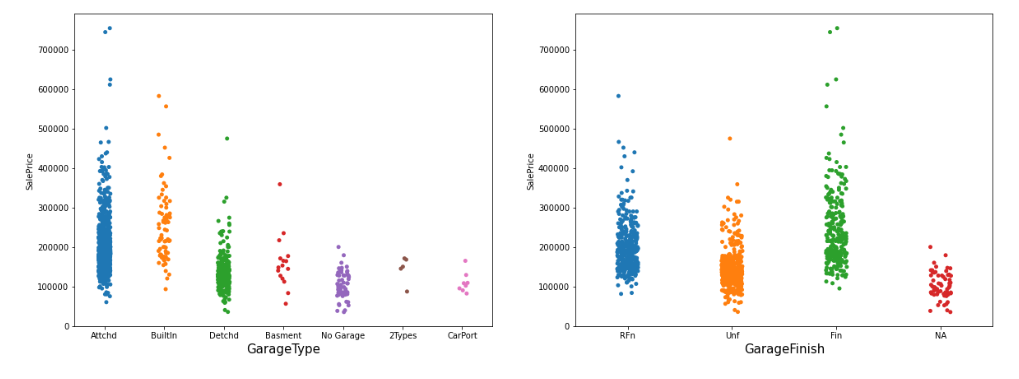 700000
600000
500000
400000
300000
200000
100000
0
SalePrice
Attchd BuiltIn Detchd Basment No Garage 2Types CarPort
GarageType
700000
600000
500000
400000
300000
200000
100000
0
SalePrice
RFn Unf Fin NA
GarageFinish